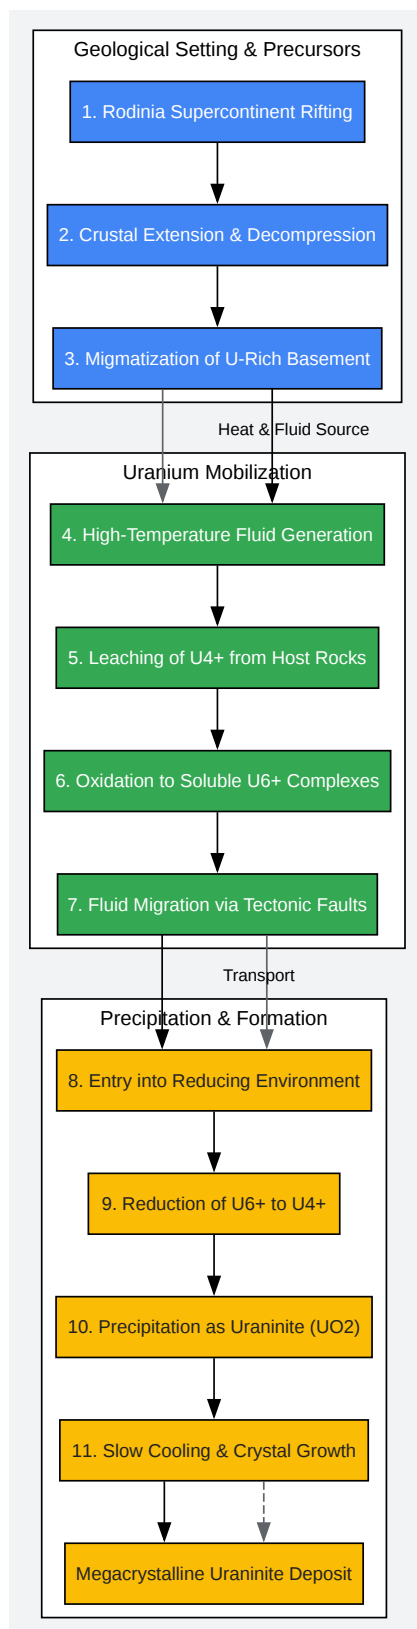 Geological Setting & Precursors
1. Rodinia Supercontinent Rifting
2. Crustal Extension & Decompression
3. Migmatization of U-Rich Basement
Heat & Fluid Source
Uranium Mobilization
4. High-Temperature Fluid Generation
5. Leaching of U4+ from Host Rocks
6. Oxidation to Soluble U6+ Complexes
7. Fluid Migration via Tectonic Faults
Transport
Precipitation & Formation
8. Entry into Reducing Environment
9. Reduction of U6+ to U4+
10. Precipitation as Uraninite (UO2)
11. Slow Cooling & Crystal Growth
Megacrystalline Uraninite Deposit